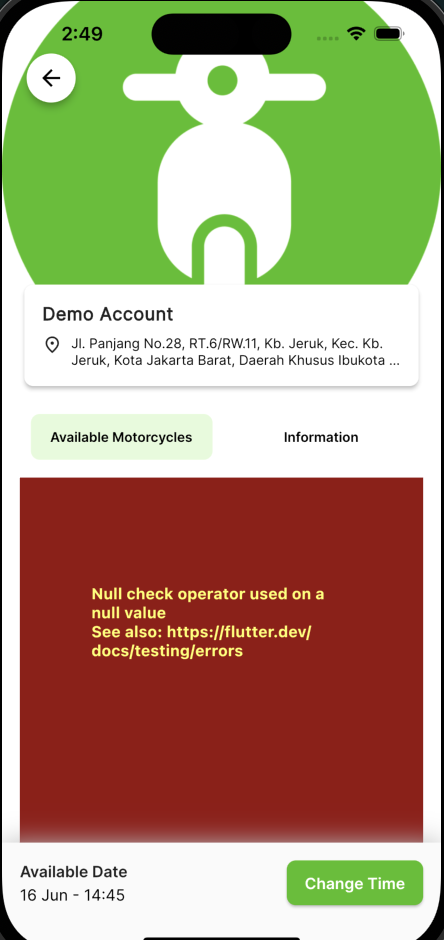 2:49
Demo Account
Jl. Panjang No.28, RT.6/RW.11, Kb. Jeruk, Kec. Kb.
Jeruk, Kota Jakarta Barat, Daerah Khusus Ibukota ...
Available Motorcycles
Information
Null check operator used on a
null value
See also: https://flutter.dev/
docs/testing/errors
Available Date
16 Jun - 14:45
Change Time